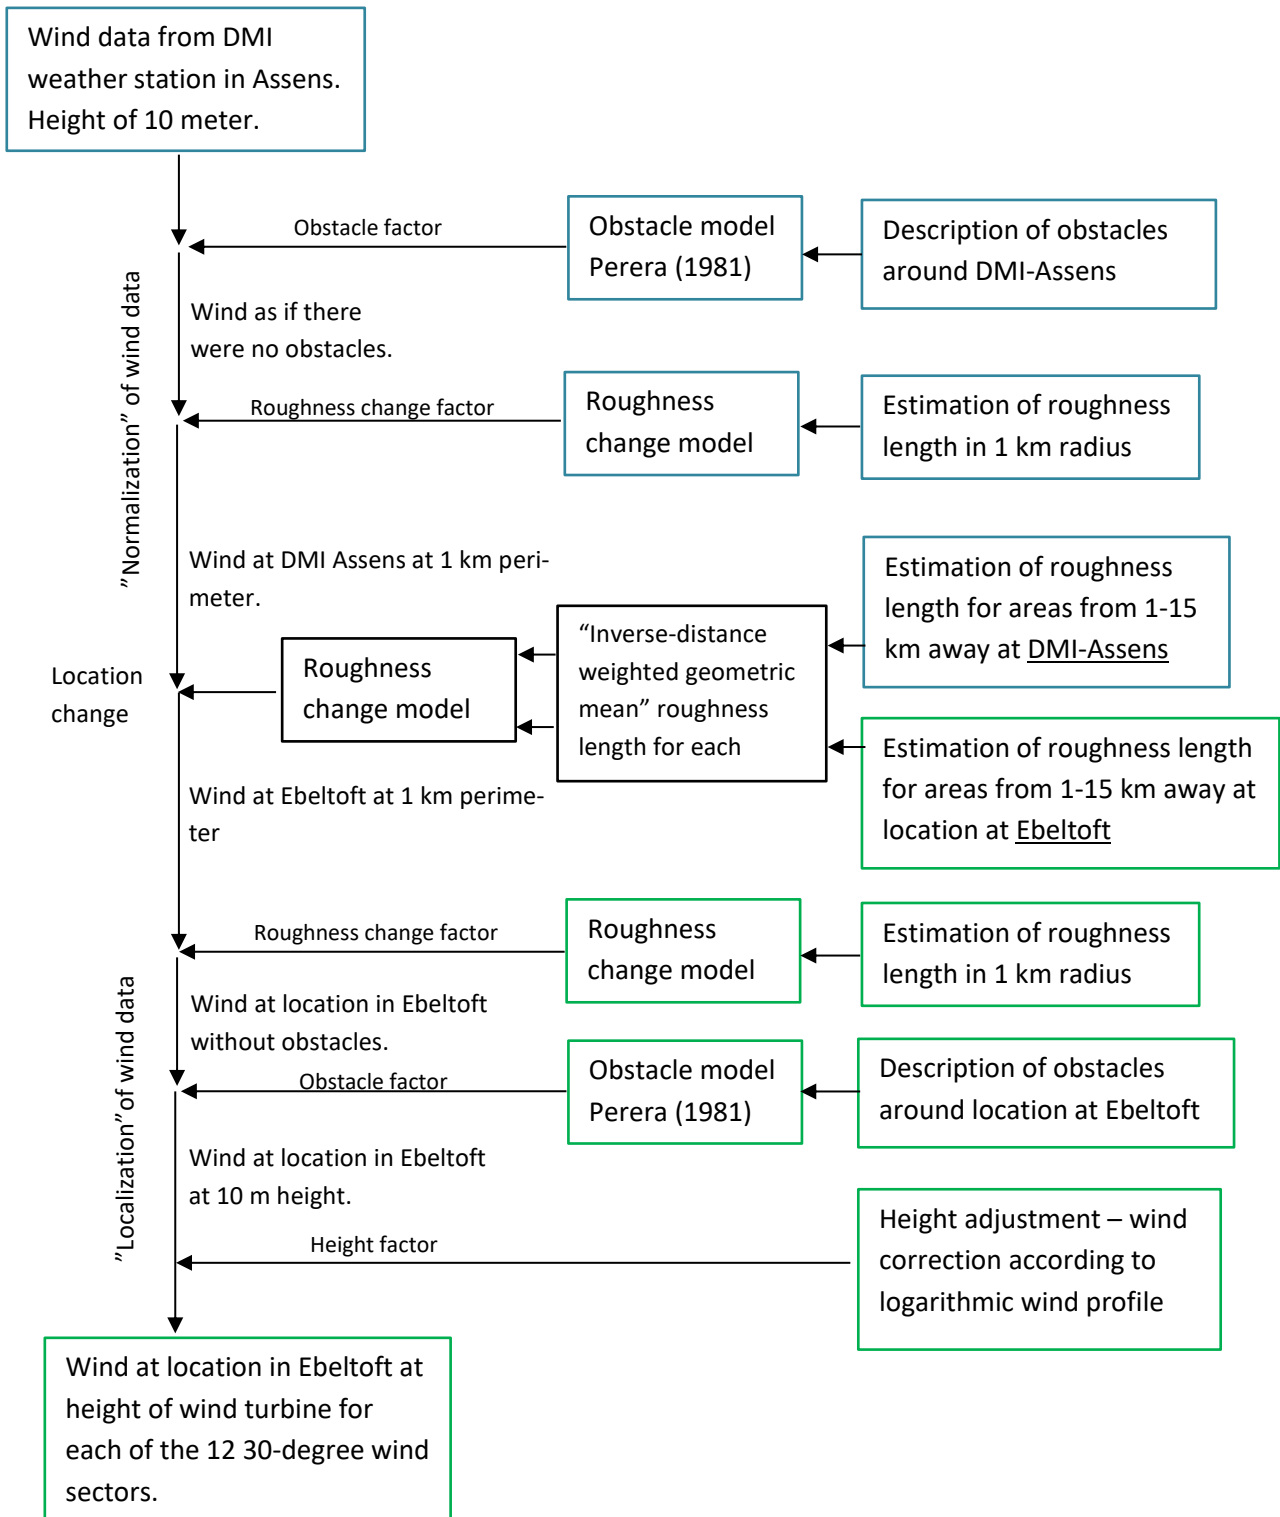 Wind data from DMI
weather station in Assens.
Height of 10 meter.
Obstacle factor
Obstacle model
Perera (1981)
Description of obstacles
around DMI-Assens
”Normalization” of wind data
Wind as if there
were no obstacles.
Roughness change factor
Roughness
change model
Estimation of roughness
length in 1 km radius
Wind at DMI Assens at 1 km peri-
meter.
Estimation of roughness
length for areas from 1-15
km away at DMI-Assens
“Inverse-distance
weighted geometric
mean” roughness
length for each
Roughness
change model
Location
change
Estimation of roughness length
for areas from 1-15 km away at
location at Ebeltoft
Wind at Ebeltoft at 1 km perime-
ter
Roughness change factor
Roughness
change model
Estimation of roughness
length in 1 km radius
”Localization” of wind data
Wind at location in Ebeltoft
without obstacles.
Obstacle factor
Obstacle model
Perera (1981)
Description of obstacles
around location at Ebeltoft
Wind at location in Ebeltoft
at 10 m height.
Height factor
Height adjustment – wind
correction according to
logarithmic wind profile
Wind at location in Ebeltoft at
height of wind turbine for
each of the 12 30-degree wind
sectors.